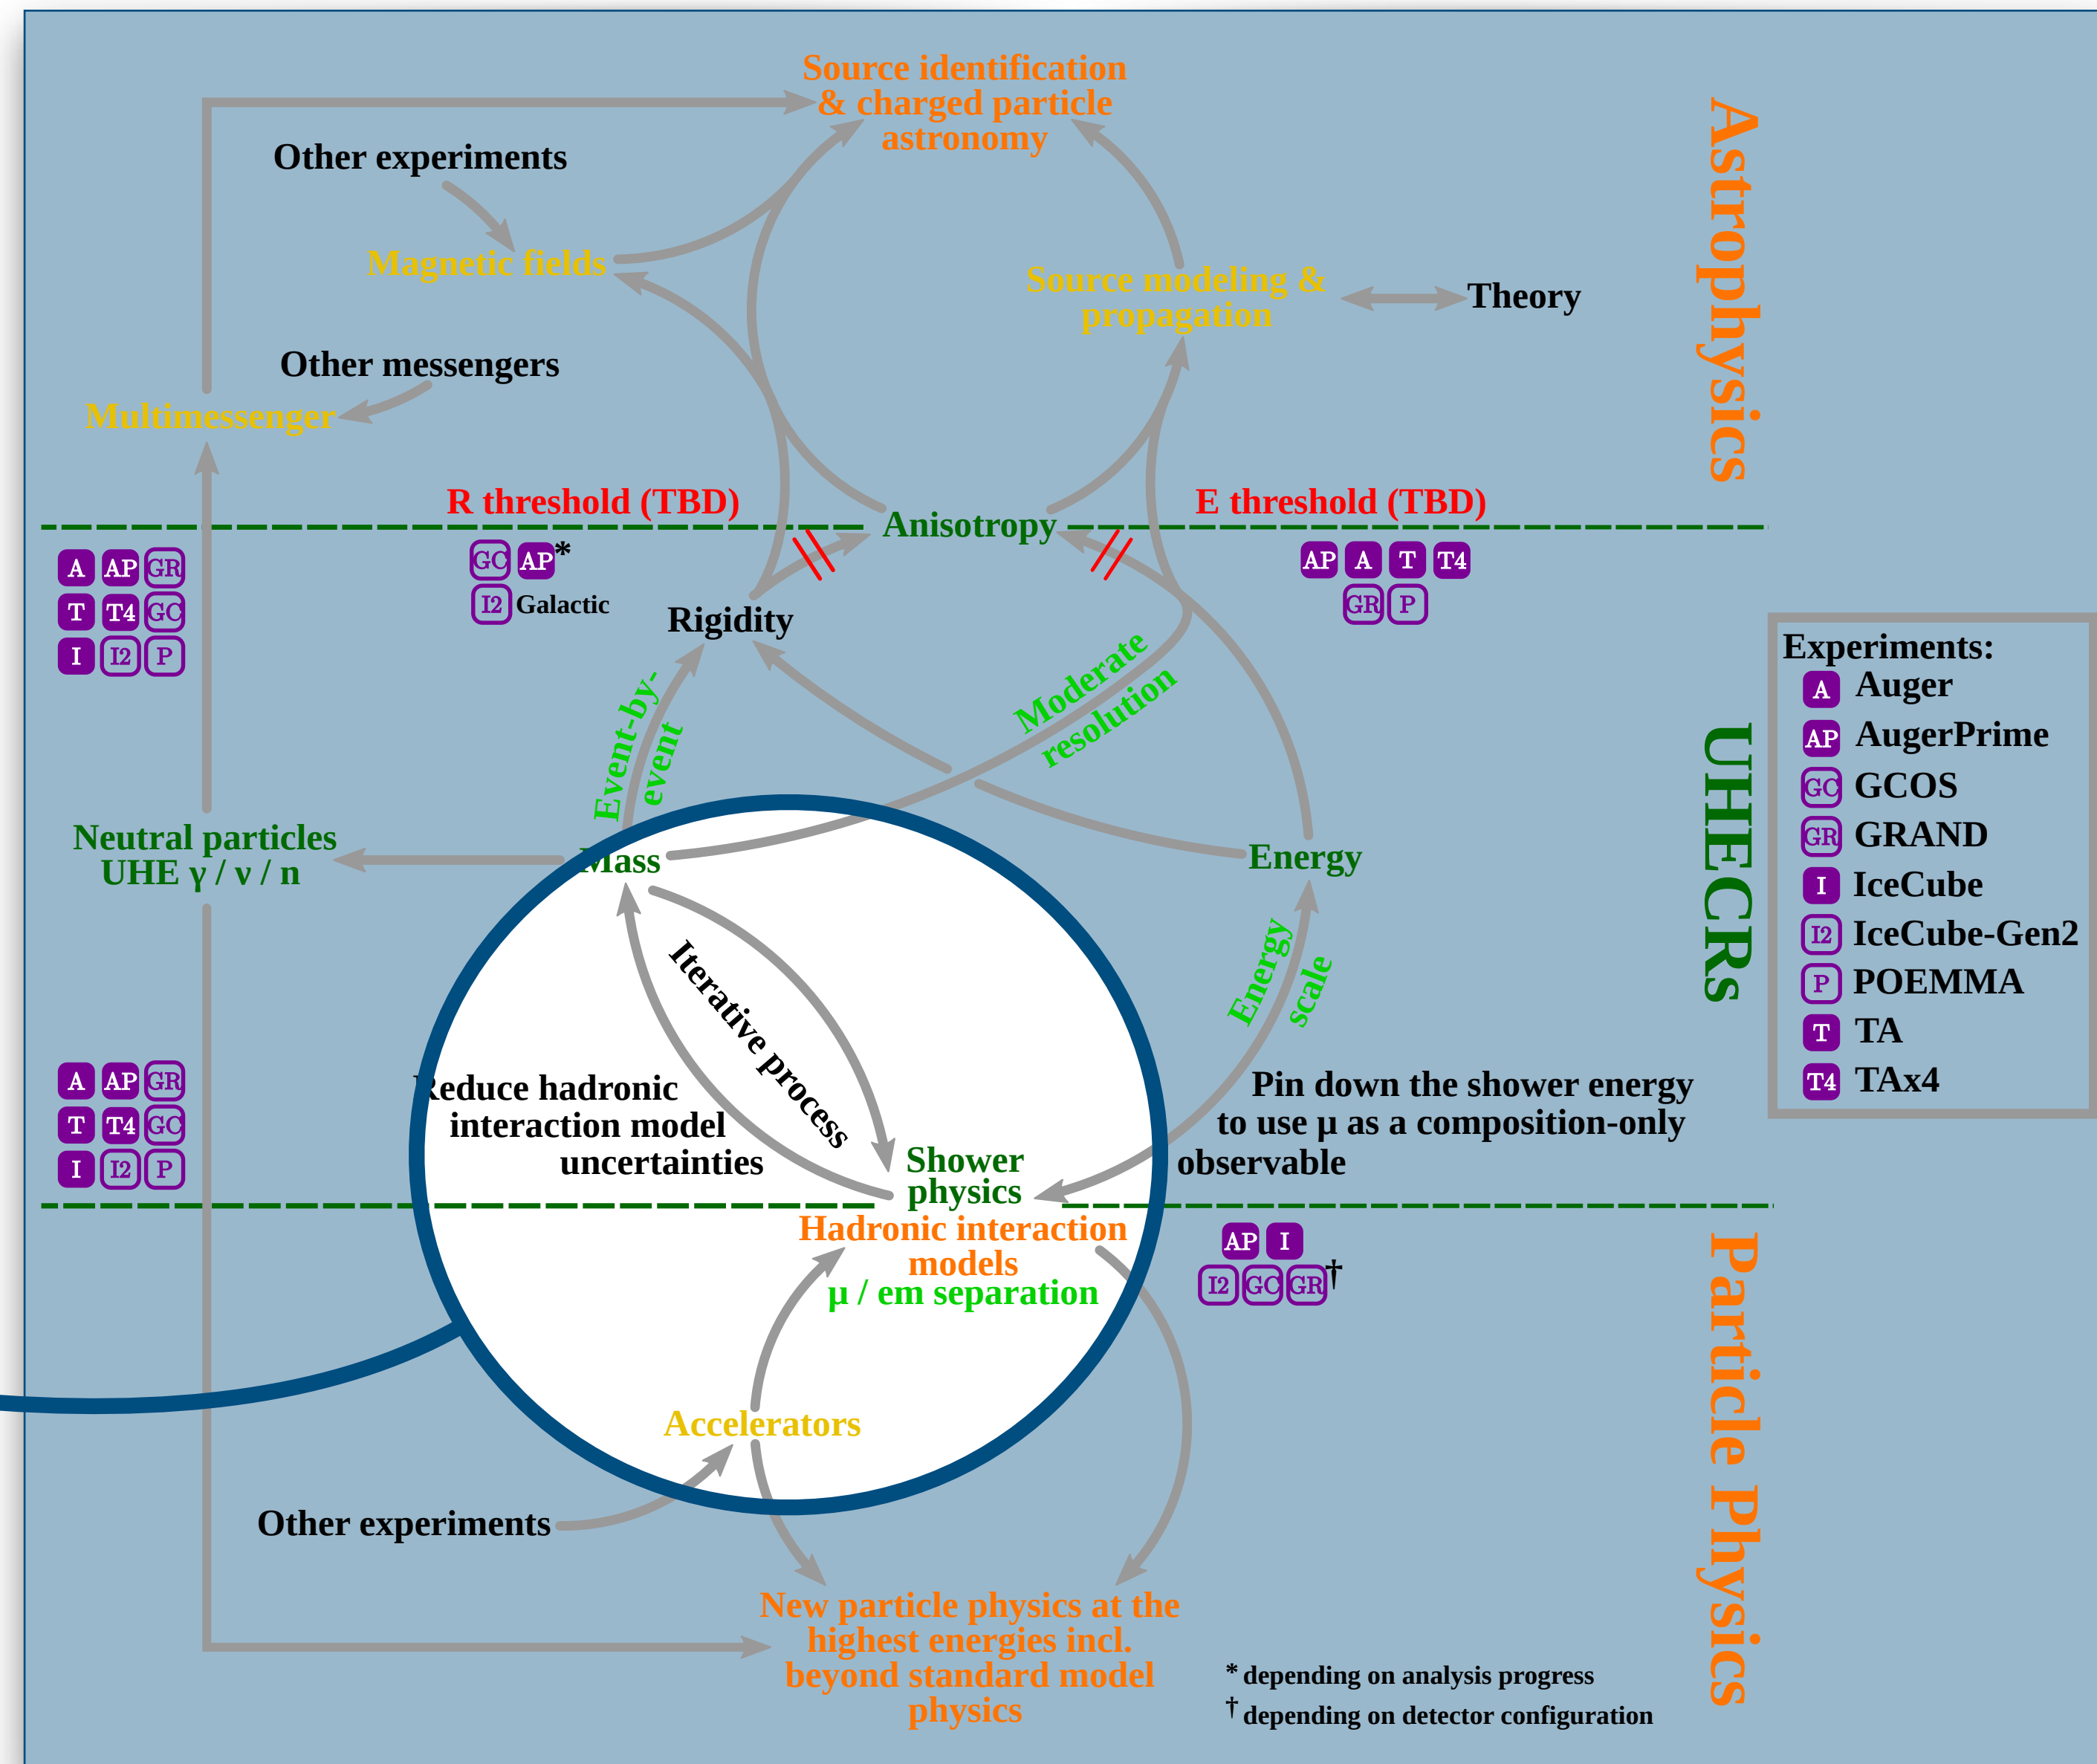 Source identification
& charged particle
astronomy
Other experiments
Magnetic fields
Source modeling &
propagation
Theory
Other messengers
Multimessenger
Astrophysics
R threshold (TBD)
E threshold (TBD)
Anisotropy
A AP GR
T T4 GC
I I2 P
GC AP*
I2 Galactic
AP A T T4
GR P
Rigidity
Event-by-
event
Moderate
resolution
Experiments:
A Auger
AP AugerPrime
GC GCOS
GR GRAND
I IceCube
I2 IceCube-Gen2
P POEMMA
T TA
T4 TAx4
UHECRs
Neutral particles
UHE γ / ν / n
Mass
Energy
Iterative process
Energy
scale
A AP GR
T T4 GC
I I2 P
Reduce hadronic
interaction model
uncertainties
Pin down the shower energy
to use μ as a composition-only
observable
Shower
physics
Hadronic interaction
models
μ / em separation
AP I
I2 GC GR†
Particle Physics
Accelerators
Other experiments
New particle physics at the
highest energies incl.
beyond standard model
physics
* depending on analysis progress
† depending on detector configuration